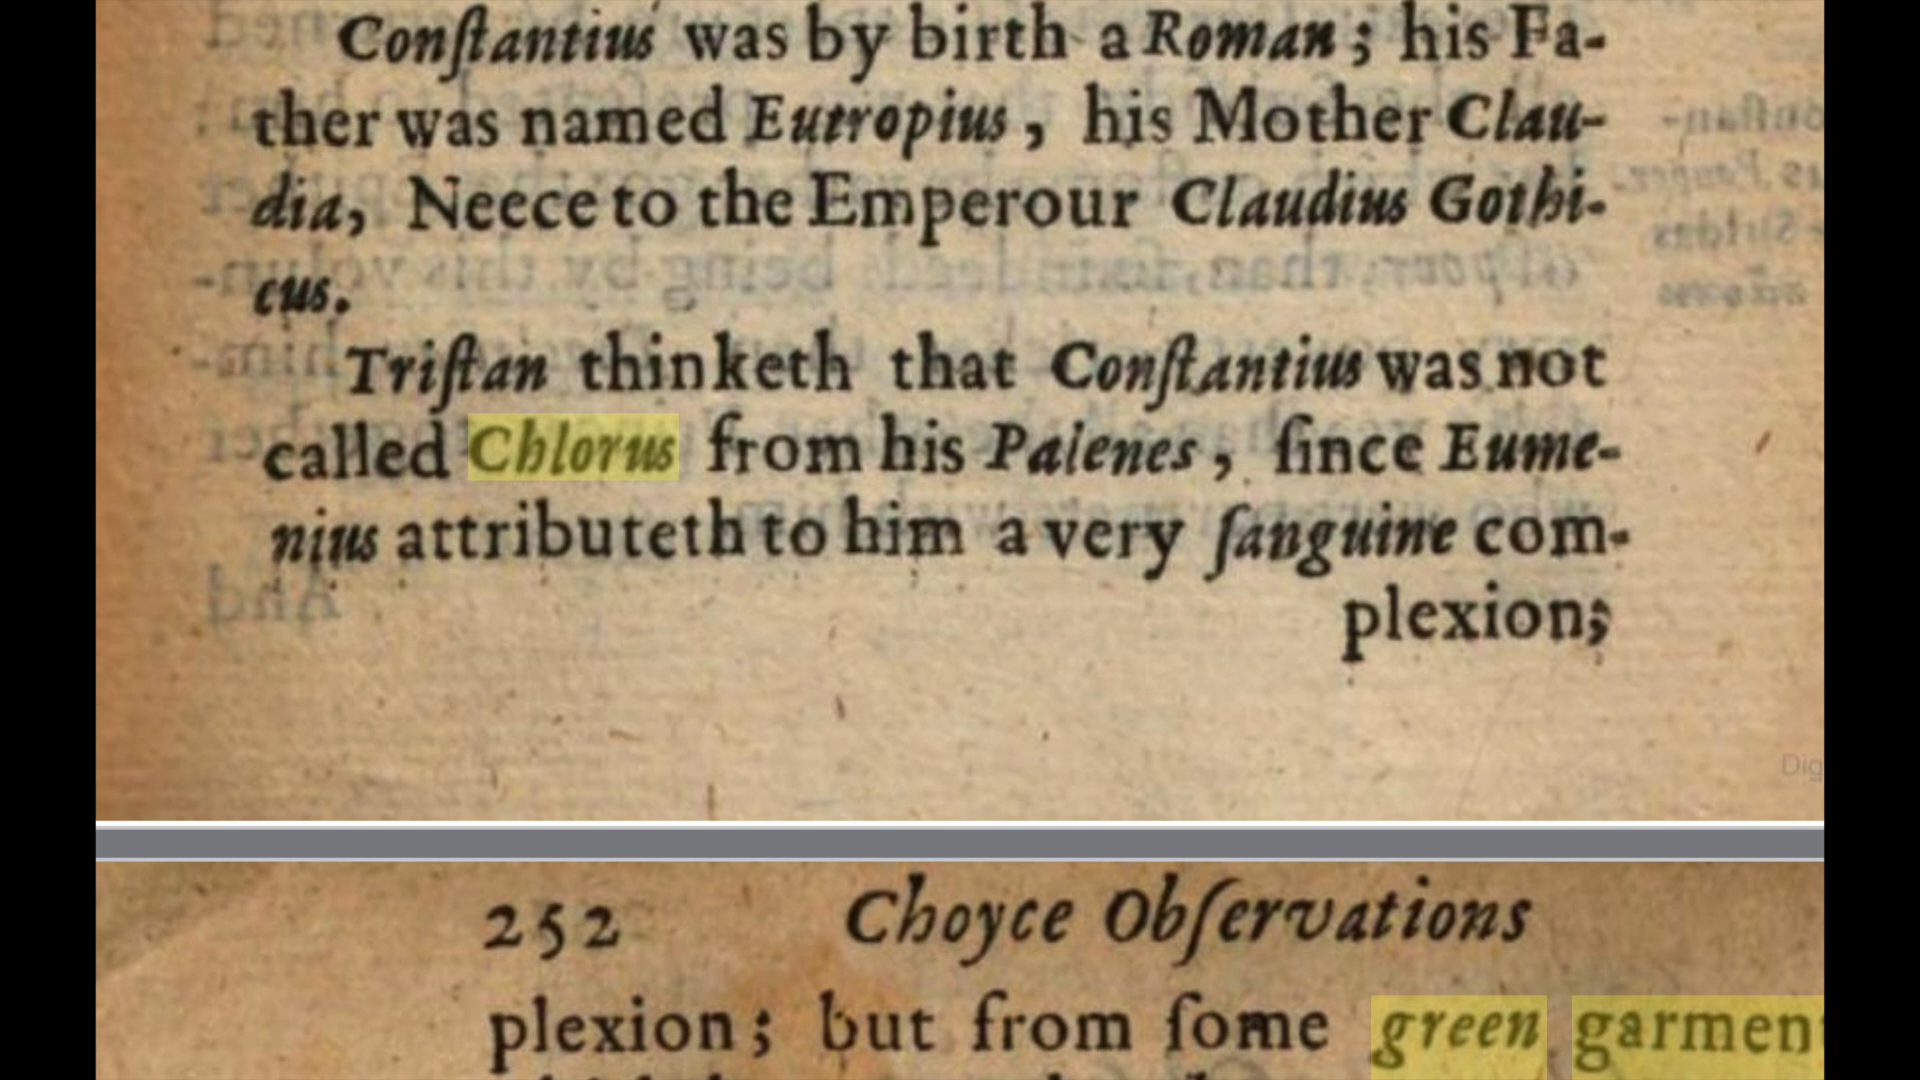 Conſtantius was by birth a Roman; his Fa-
ther was named Eutropius, his Mother Clau-
dia, Neece to the Emperour Claudius Gothi-
cus.
Triſtan thinketh that Conſtantius was not
called Chlorus from his Palenes, ſince Eume-
nius attributeth to him a very ſanguine com-
plexion;
Dig
252 Choyce Obſervations
plexion; but from ſome green garment